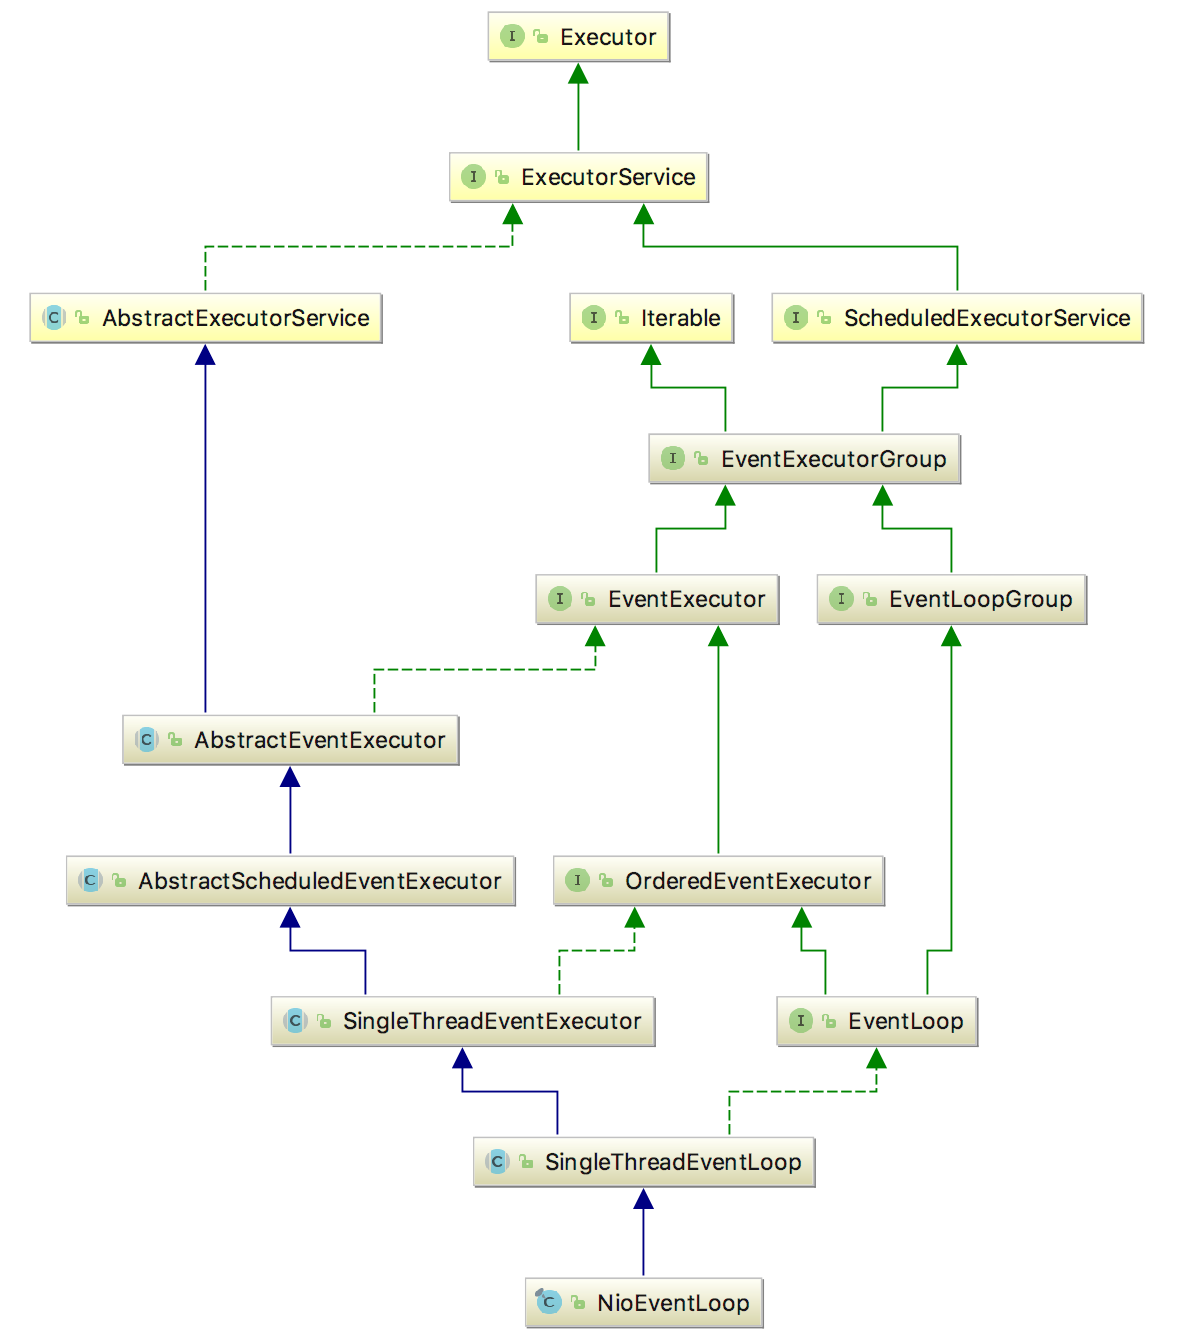 I Executor
I ExecutorService
C AbstractExecutorService
I Iterable
I ScheduledExecutorService
I EventExecutorGroup
I EventExecutor
I EventLoopGroup
C AbstractEventExecutor
C AbstractScheduledEventExecutor
I OrderedEventExecutor
C SingleThreadEventExecutor
I EventLoop
C SingleThreadEventLoop
C NioEventLoop